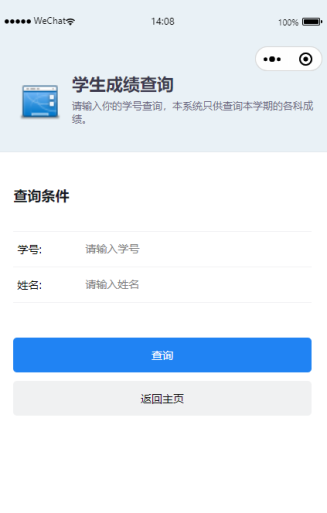 WeChat
14:08
100%
学生成绩查询
请输入你的学号查询，本系统只供查询本学期的各科成
绩。
查询条件
学号:
请输入学号
姓名:
请输入姓名
查询
返回主页